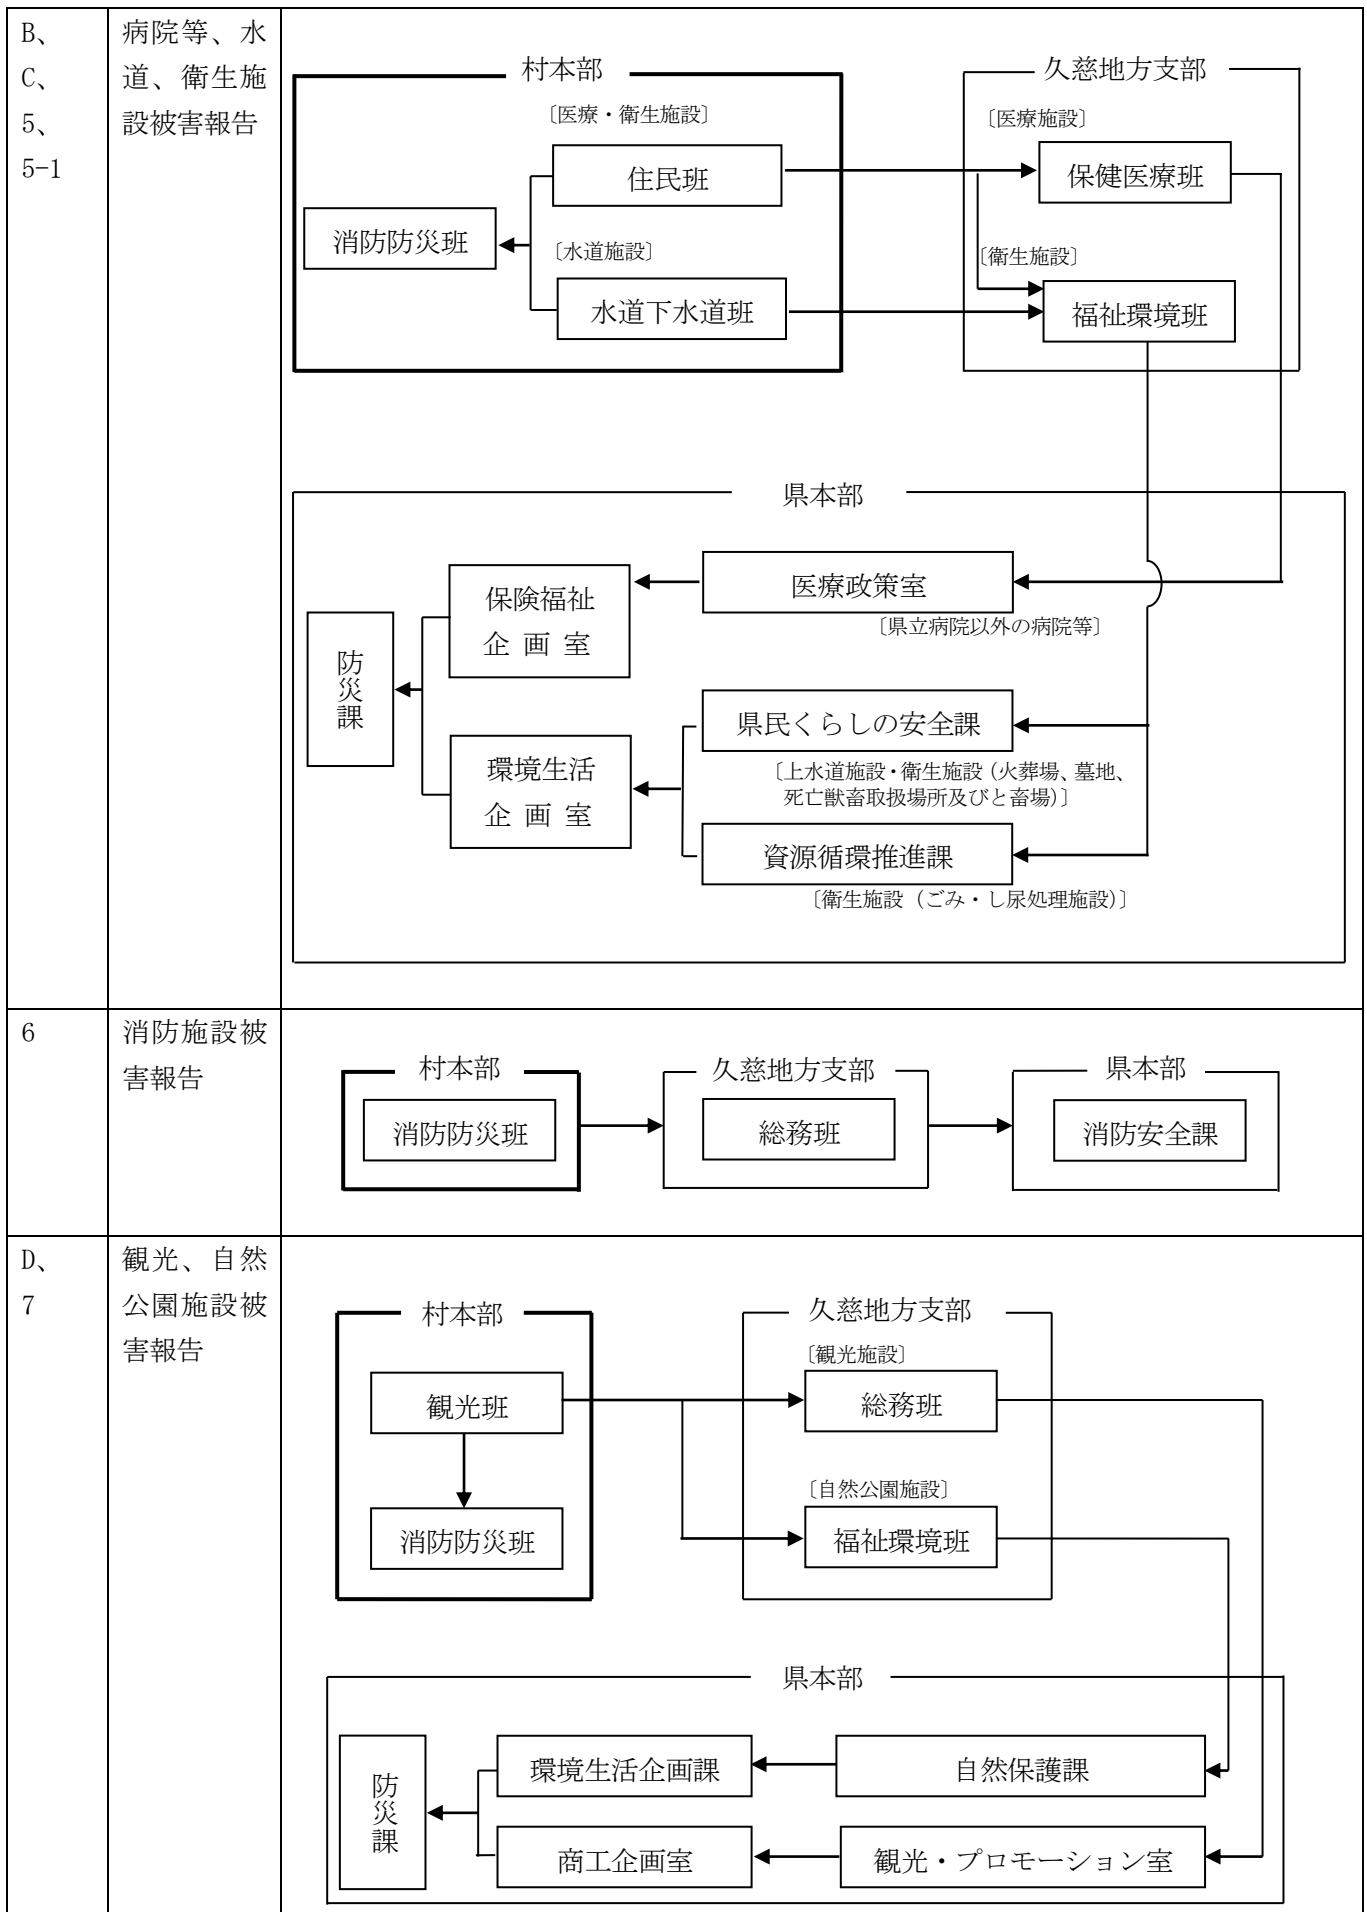 B、
C、
5、
5-1
病院等、水
道、衛生施
設被害報告
村本部
久慈地方支部
〔医療・衛生施設〕
〔医療施設〕
住民班
保健医療班
消防防災班
〔水道施設〕
〔衛生施設〕
水道下水道班
福祉環境班
県本部
保険福祉
企画室
医療政策室
〔県立病院以外の病院等〕
防災課
県民くらしの安全課
環境生活
企画室
〔上水道施設・衛生施設（火葬場、墓地、
死亡獣畜取扱場所及びと畜場）〕
資源循環推進課
〔衛生施設（ごみ・し尿処理施設）〕
6
消防施設被
害報告
村本部
久慈地方支部
県本部
消防防災班
総務班
消防安全課
D、
7
観光、自然
公園施設被
害報告
村本部
久慈地方支部
〔観光施設〕
観光班
総務班
〔自然公園施設〕
消防防災班
福祉環境班
県本部
防災課
環境生活企画課
自然保護課
商工企画室
観光・プロモーション室